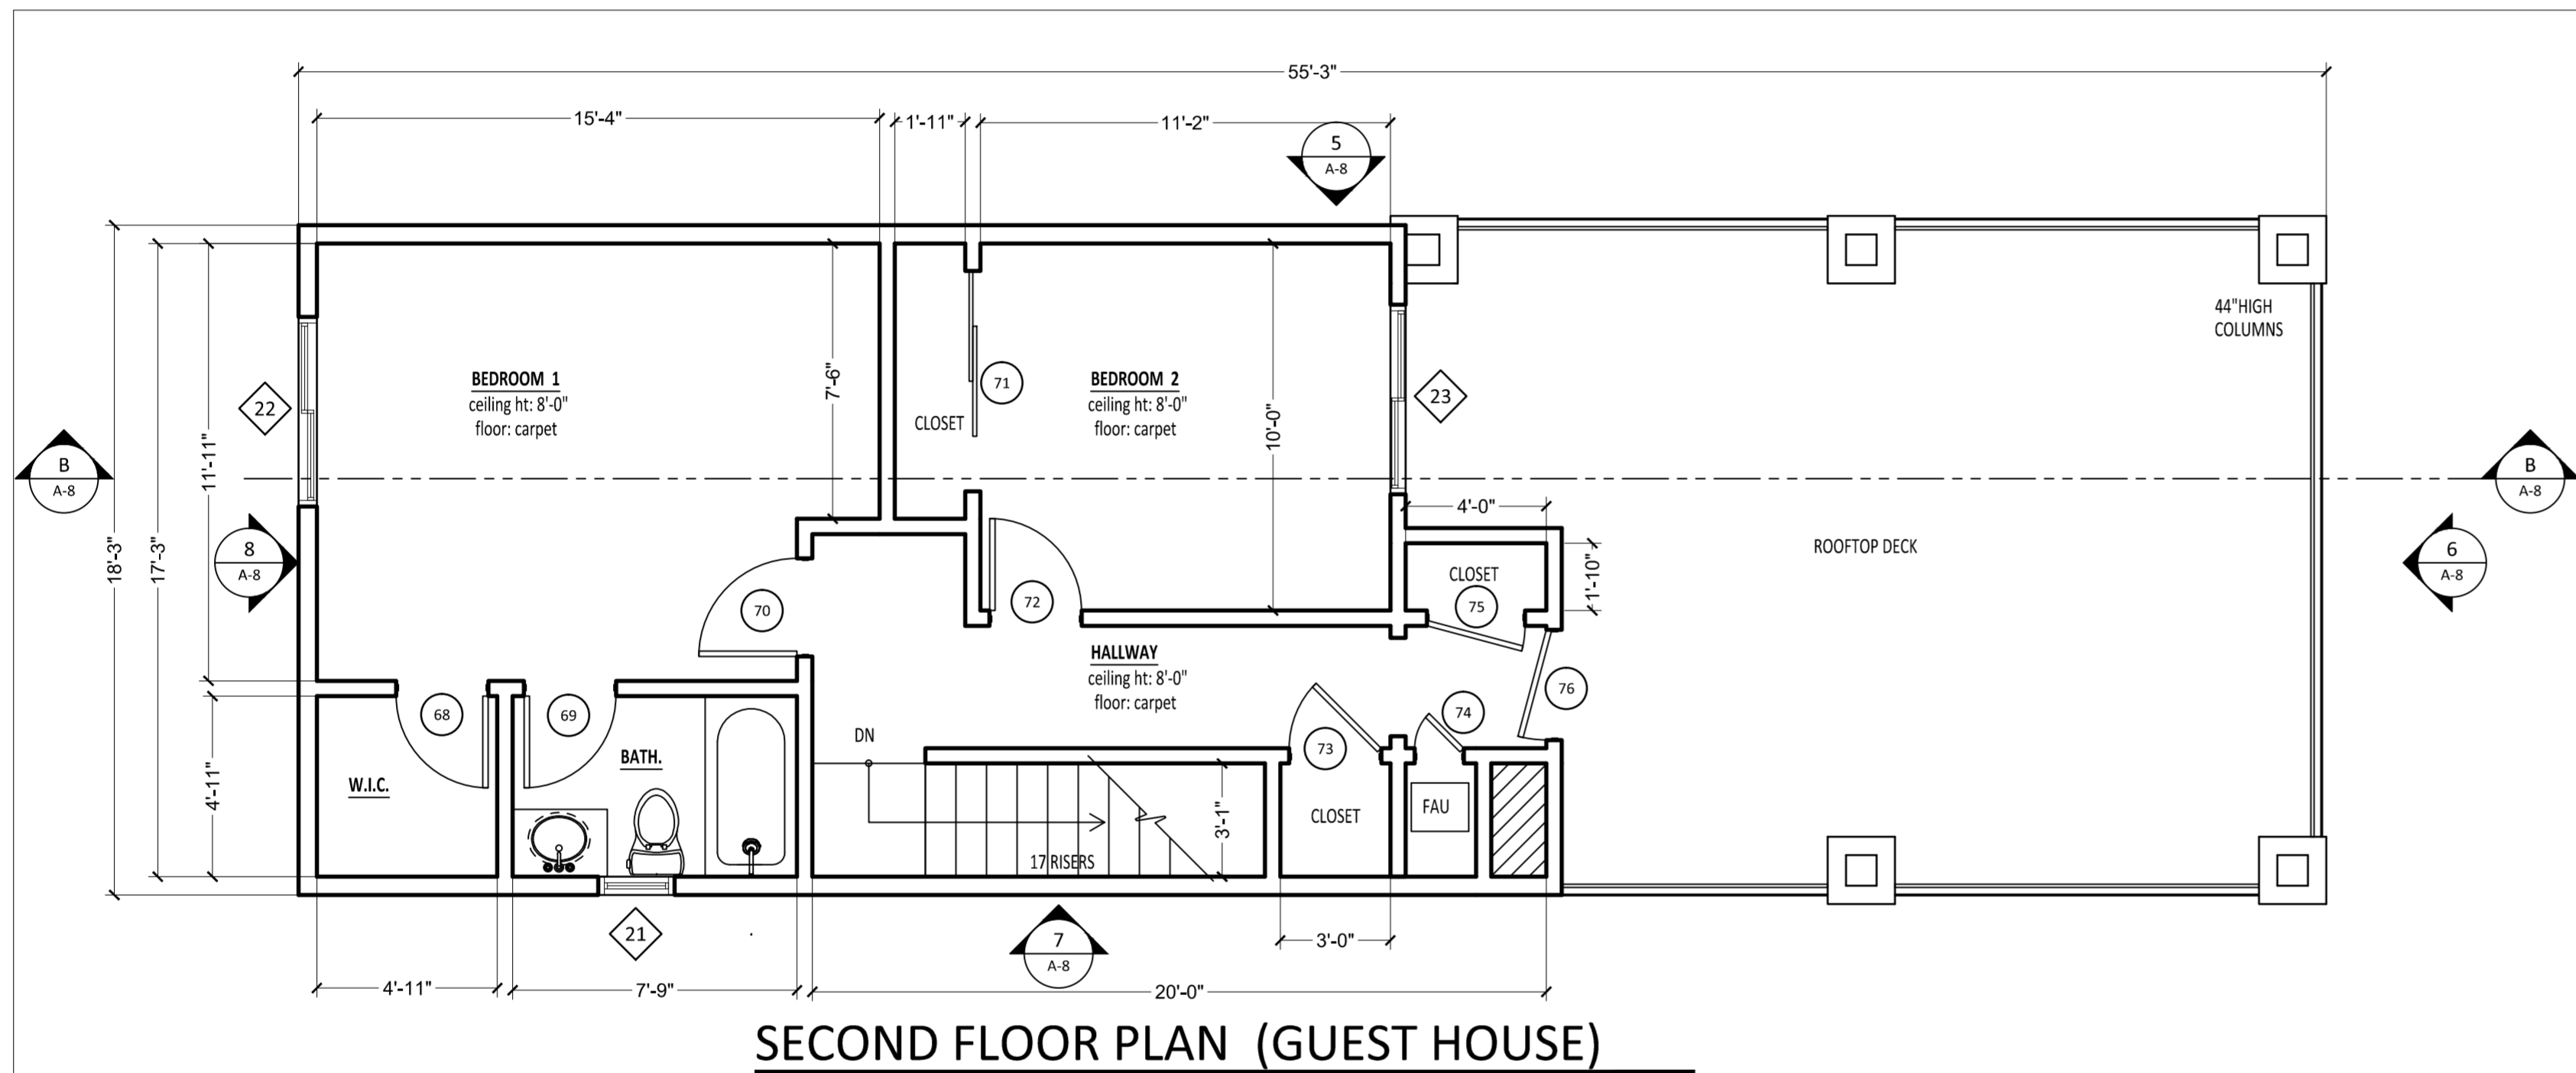 55'-3"
15'-4"
1'-11"
11'-2"
5
A-8
BEDROOM 1
ceiling ht: 8'-0"
floor: carpet
7'-6"
CLOSET
71
BEDROOM 2
ceiling ht: 8'-0"
floor: carpet
10'-0"
23
44"HIGH
COLUMNS
22
B
A-8
11'-11"
18'-3"
17'-3"
8
A-8
4'-0"
ROOFTOP DECK
B
A-8
6
A-8
CLOSET
75
1'-10"
70
72
HALLWAY
ceiling ht: 8'-0"
floor: carpet
76
68
69
74
73
DN
BATH.
W.I.C.
4'-11"
17 RISERS
3'-1"
CLOSET
FAU
21
7
A-8
3'-0"
4'-11"
7'-9"
20'-0"
SECOND FLOOR PLAN (GUEST HOUSE)